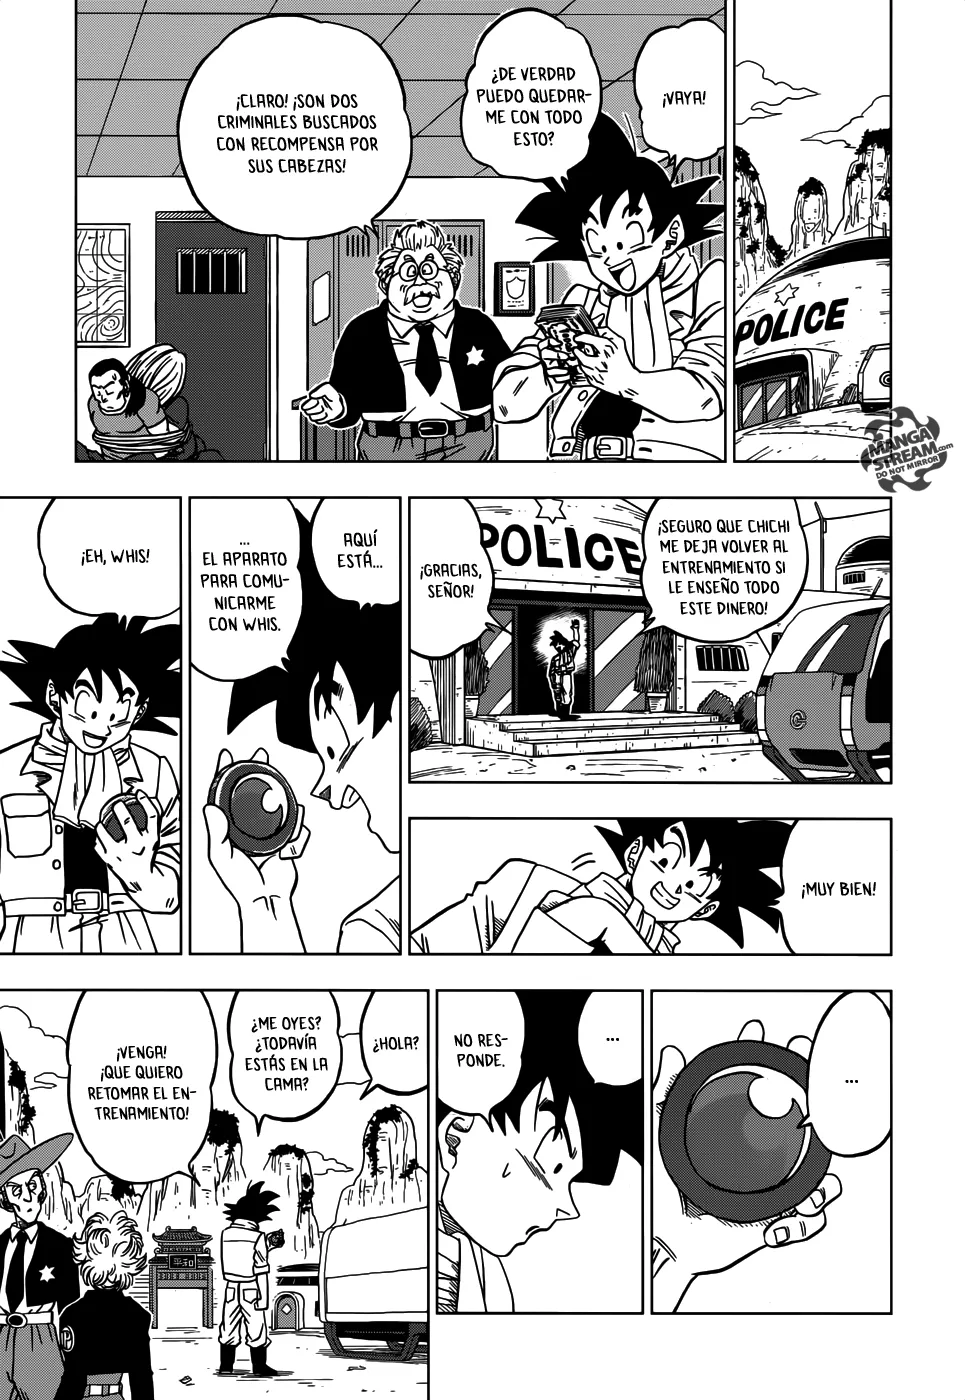 ¡VAYA!
¿DE VERDAD
PUEDO QUEDAR-
ME CON TODO
ESTO?
¡CLARO! ¡SON DOS
CRIMINALES BUSCADOS
CON RECOMPENSA POR
SUS CABEZAS!
POLICE
MANGA
STREAM.com
DO NOT MIRROR
¡SEGURO QUE CHICHI
ME DEJA VOLVER AL
ENTRENAMIENTO SI
LE ENSEÑO TODO
ESTE DINERO!
¡GRACIAS,
SEÑOR!
POLICE
¡MUY BIEN!
AQUÍ
ESTÁ...
...
EL APARATO
PARA COMU-
NICARME
CON WHIS.
¡EH, WHIS!
...
...
NO RES-
PONDE.
¿HOLA?
¿ME OYES?
¿TODAVÍA
ESTÁS EN LA
CAMA?
¡VENGA!
¡QUE QUIERO
RETOMAR EL EN-
TRENAMIENTO!